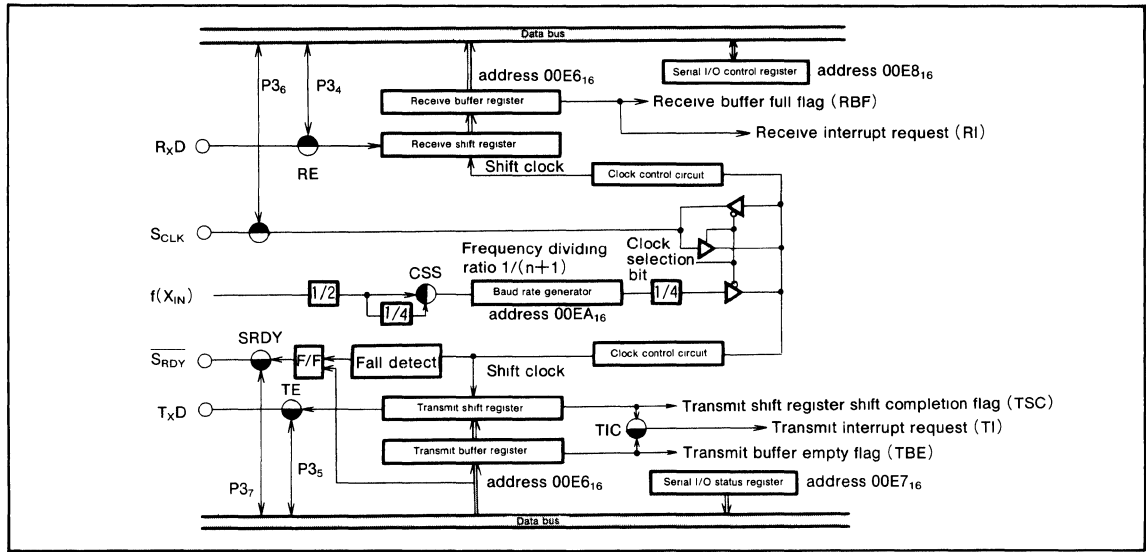 Data bus
address 00E6₁₆
Serial I/O control register
address 00E8₁₆
P3₆
P3₄
Receive buffer register
Receive buffer full flag (RBF)
Receive interrupt request (RI)
RₓD
Receive shift register
RE
Shift clock
Clock control circuit
S_CLK
Frequency dividing
ratio 1/(n+1)
Clock
selection
bit
CSS
f(X_IN)
1/2
Baud rate generator
1/4
1/4
address 00EA₁₆
SRDY
S̅_R̅D̅Y̅
F/F
Fall detect
Clock control circuit
Shift clock
TE
TₓD
Transmit shift register
Transmit shift register shift completion flag (TSC)
TIC
Transmit interrupt request (TI)
Transmit buffer register
Transmit buffer empty flag (TBE)
P3₇
P3₅
address 00E6₁₆
Serial I/O status register
address 00E7₁₆
Data bus